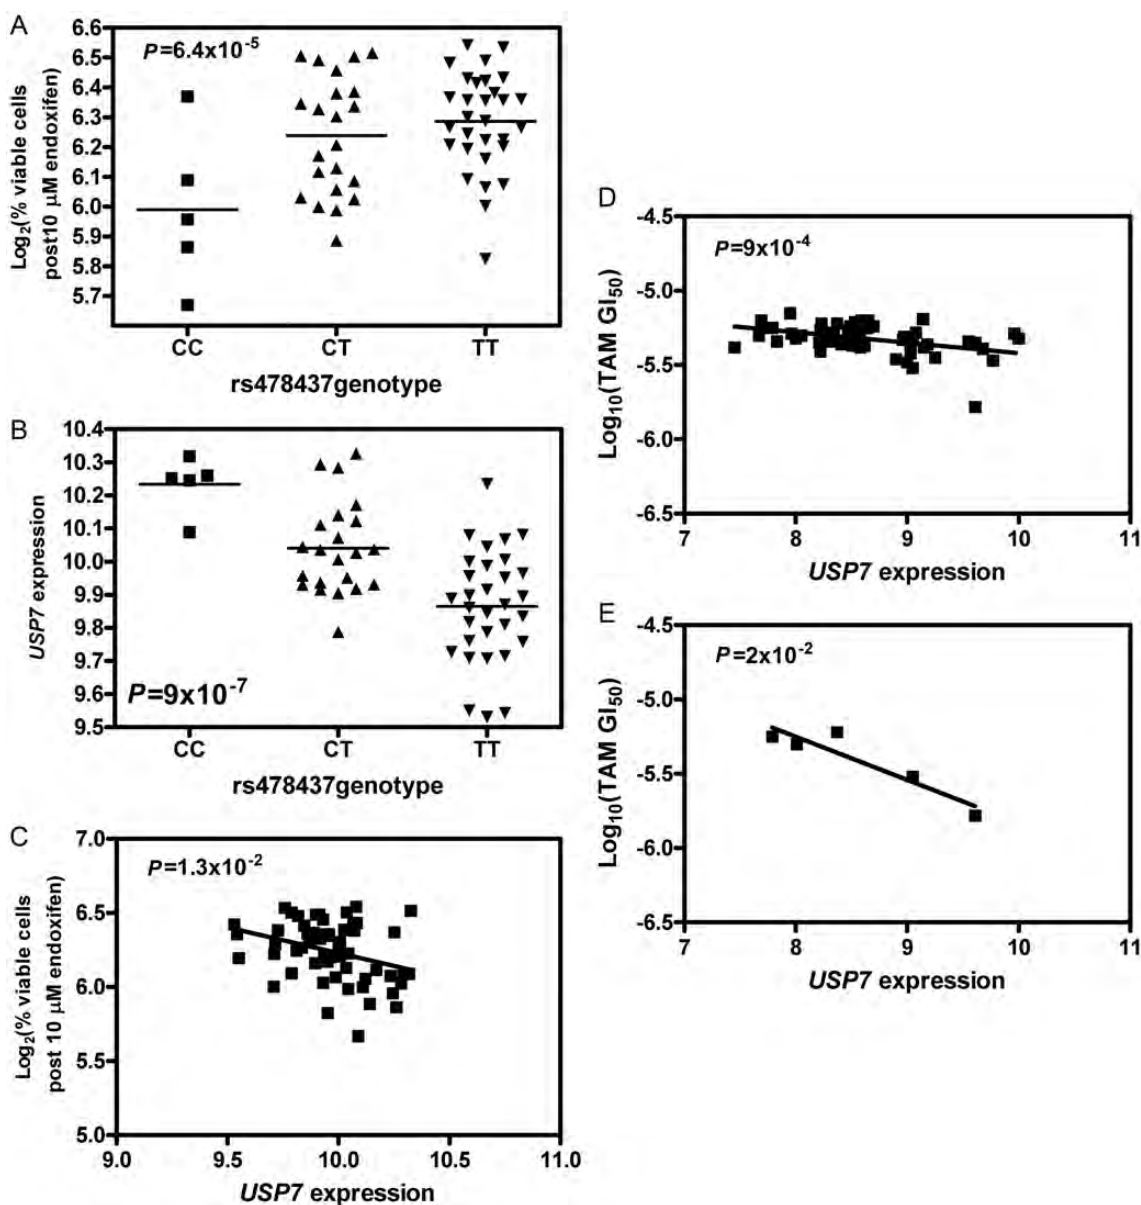 A
P=6.4x10-5
Log2(% viable cells
post10 μM endoxifen)
6.6
6.5
6.4
6.3
6.2
6.1
6.0
5.9
5.8
5.7
CC CT TT
rs478437genotype
B
USP7 expression
10.4
10.3
10.2
10.1
10.0
9.9
9.8
9.7
9.6
9.5
P=9x10-7
CC CT TT
rs478437genotype
C
P=1.3x10-2
Log2(% viable cells
post 10 μM endoxifen)
7.0
6.5
6.0
5.5
5.0
9.0 9.5 10.0 10.5 11.0
USP7 expression
D
P=9x10-4
Log10(TAM GI50)
-4.5
-5.0
-5.5
-6.0
-6.5
7 8 9 10 11
USP7 expression
E
P=2x10-2
Log10(TAM GI50)
-4.5
-5.0
-5.5
-6.0
-6.5
7 8 9 10 11
USP7 expression